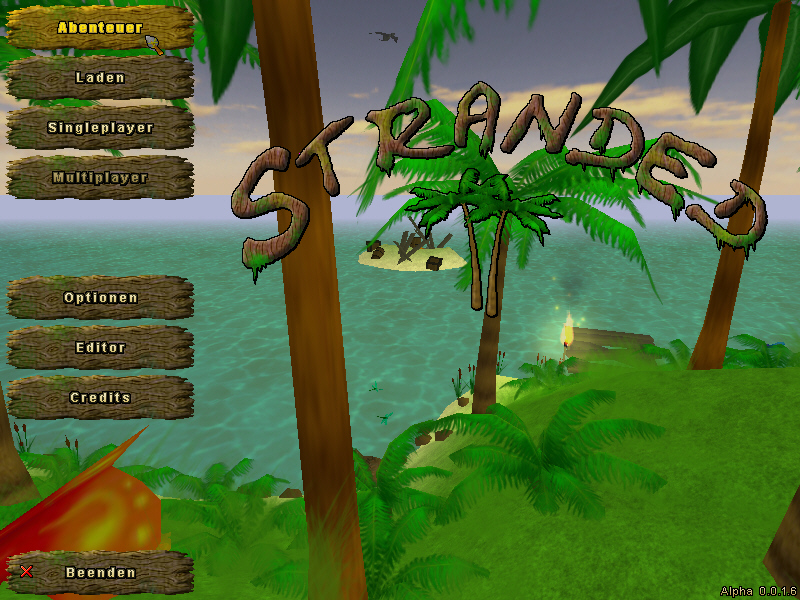 Abenteuer
Laden
Singleplayer
Multiplayer
STRANDED
Optionen
Editor
Credits
Beenden
Alpha 0.0.1.6